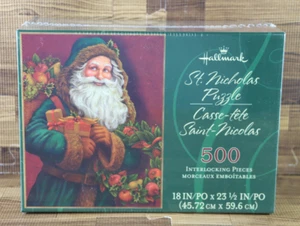 Hallmark
St. Nicholas
Puzzle
Casse-tête
Saint-Nicolas
500
INTERLOCKING PIECES
MORCEAUX EMBOÎTABLES
18 IN/PO X 23 ½ IN/PO
(45.72 CM X 59.6 CM)